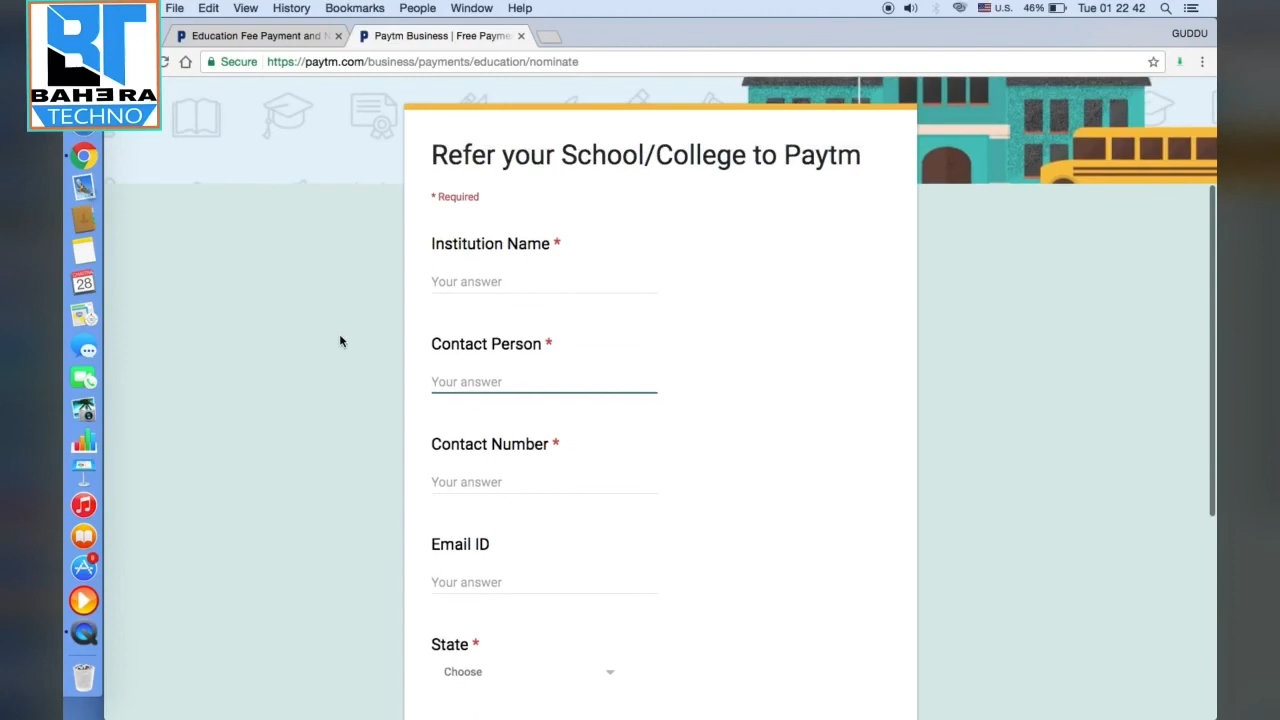 File Edit View History Bookmarks People Window Help U.S. 46% Tue 01 22 42
Education Fee Payment and N
Paytm Business | Free Payme
GUDDU
Secure https://paytm.com/business/payments/education/nominate
BT
BAHERA
TECHNO
28
Refer your School/College to Paytm
* Required
Institution Name *
Your answer
Contact Person *
Your answer
Contact Number *
Your answer
Email ID
Your answer
State *
Choose